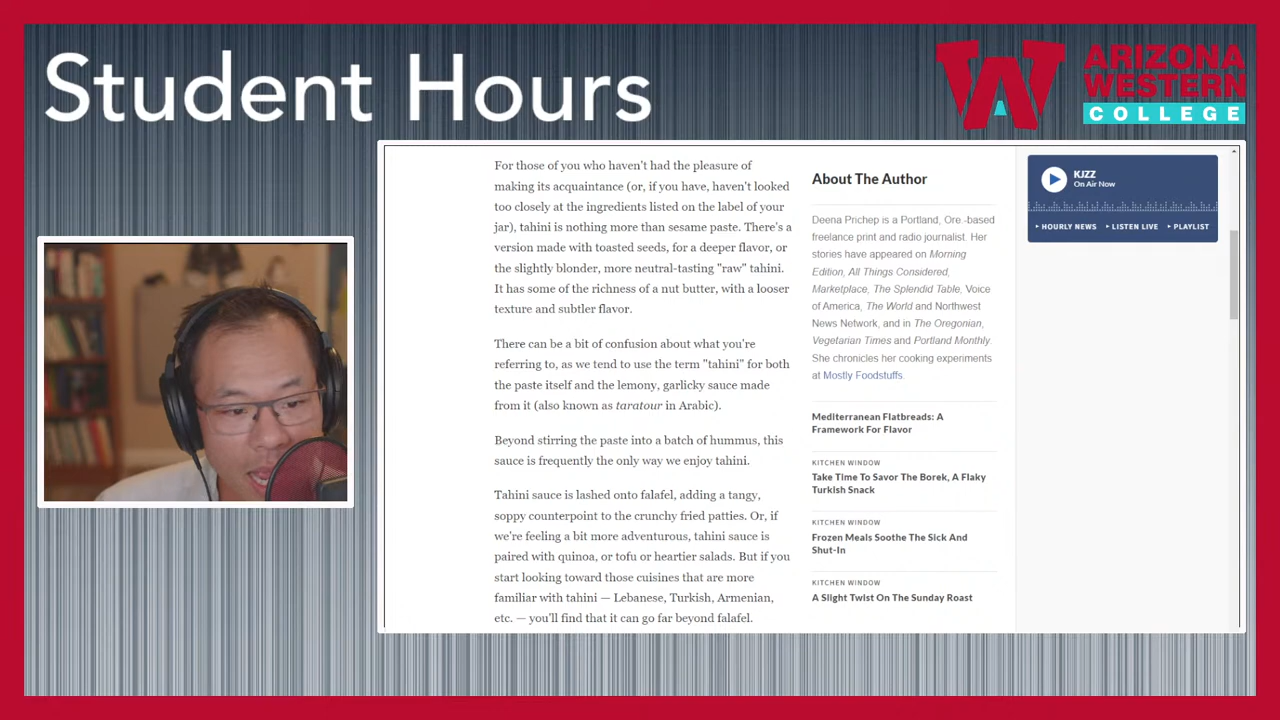 Student Hours
ARIZONA
WESTERN
COLLEGE
For those of you who haven't had the pleasure of
making its acquaintance (or, if you have, haven't looked
too closely at the ingredients listed on the label of your
jar), tahini is nothing more than sesame paste. There's a
version made with toasted seeds, for a deeper flavor, or
the slightly blonder, more neutral-tasting "raw" tahini.
It has some of the richness of a nut butter, with a looser
texture and subtler flavor.
There can be a bit of confusion about what you're
referring to, as we tend to use the term "tahini" for both
the paste itself and the lemony, garlicky sauce made
from it (also known as taratour in Arabic).
Beyond stirring the paste into a batch of hummus, this
sauce is frequently the only way we enjoy tahini.
Tahini sauce is lashed onto falafel, adding a tangy,
soppy counterpoint to the crunchy fried patties. Or, if
we're feeling a bit more adventurous, tahini sauce is
paired with quinoa, or tofu or heartier salads. But if you
start looking toward those cuisines that are more
familiar with tahini — Lebanese, Turkish, Armenian,
etc. — you'll find that it can go far beyond falafel.
About The Author
Deena Prichep is a Portland, Ore.-based
freelance print and radio journalist. Her
stories have appeared on Morning
Edition, All Things Considered,
Marketplace, The Splendid Table, Voice
of America, The World and Northwest
News Network, and in The Oregonian,
Vegetarian Times and Portland Monthly.
She chronicles her cooking experiments
at Mostly Foodstuffs.
Mediterranean Flatbreads: A
Framework For Flavor
KITCHEN WINDOW
Take Time To Savor The Borek, A Flaky
Turkish Snack
KITCHEN WINDOW
Frozen Meals Soothe The Sick And
Shut-In
KITCHEN WINDOW
A Slight Twist On The Sunday Roast
KJZZ
On Air Now
HOURLY NEWS LISTEN LIVE PLAYLIST